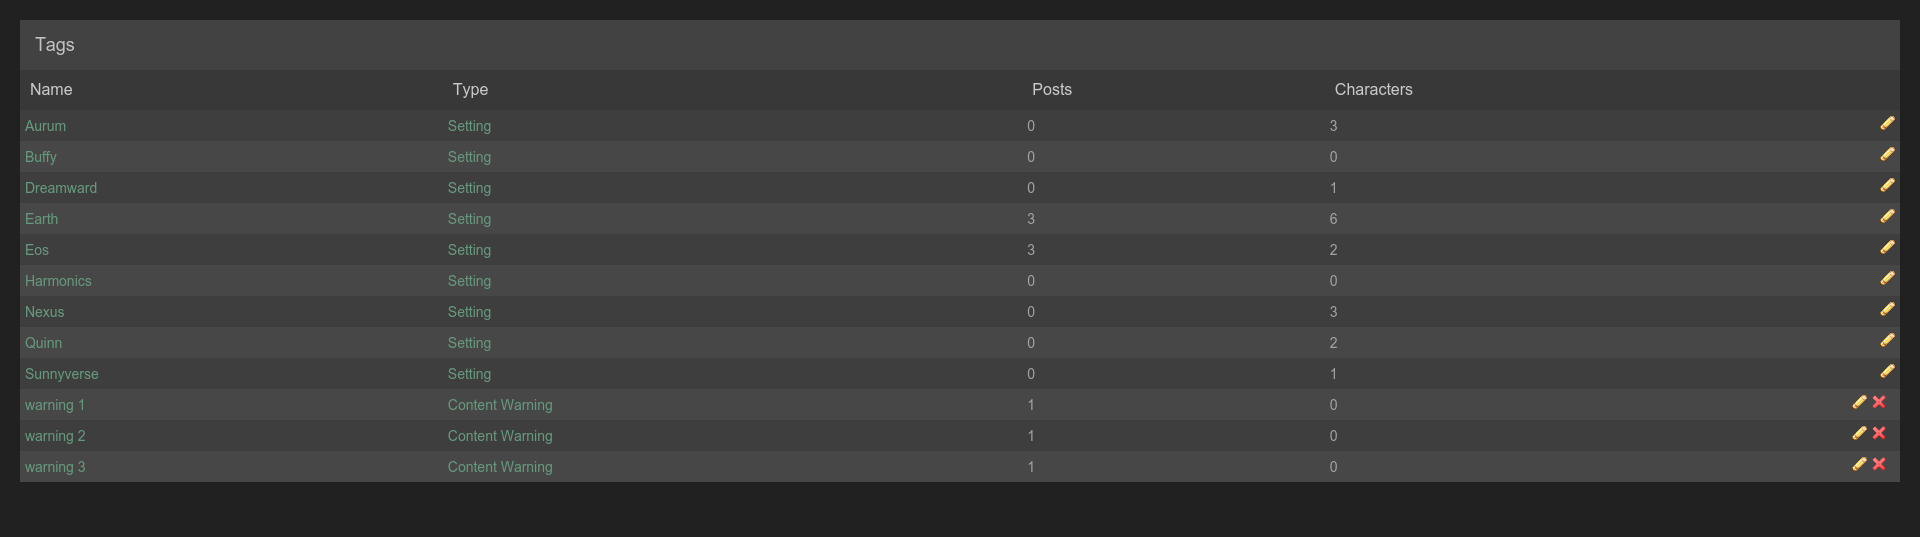 Tags
Name Type Posts Characters
Aurum Setting 0 3
Buffy Setting 0 0
Dreamward Setting 0 1
Earth Setting 3 6
Eos Setting 3 2
Harmonics Setting 0 0
Nexus Setting 0 3
Quinn Setting 0 2
Sunnyverse Setting 0 1
warning 1 Content Warning 1 0
warning 2 Content Warning 1 0
warning 3 Content Warning 1 0